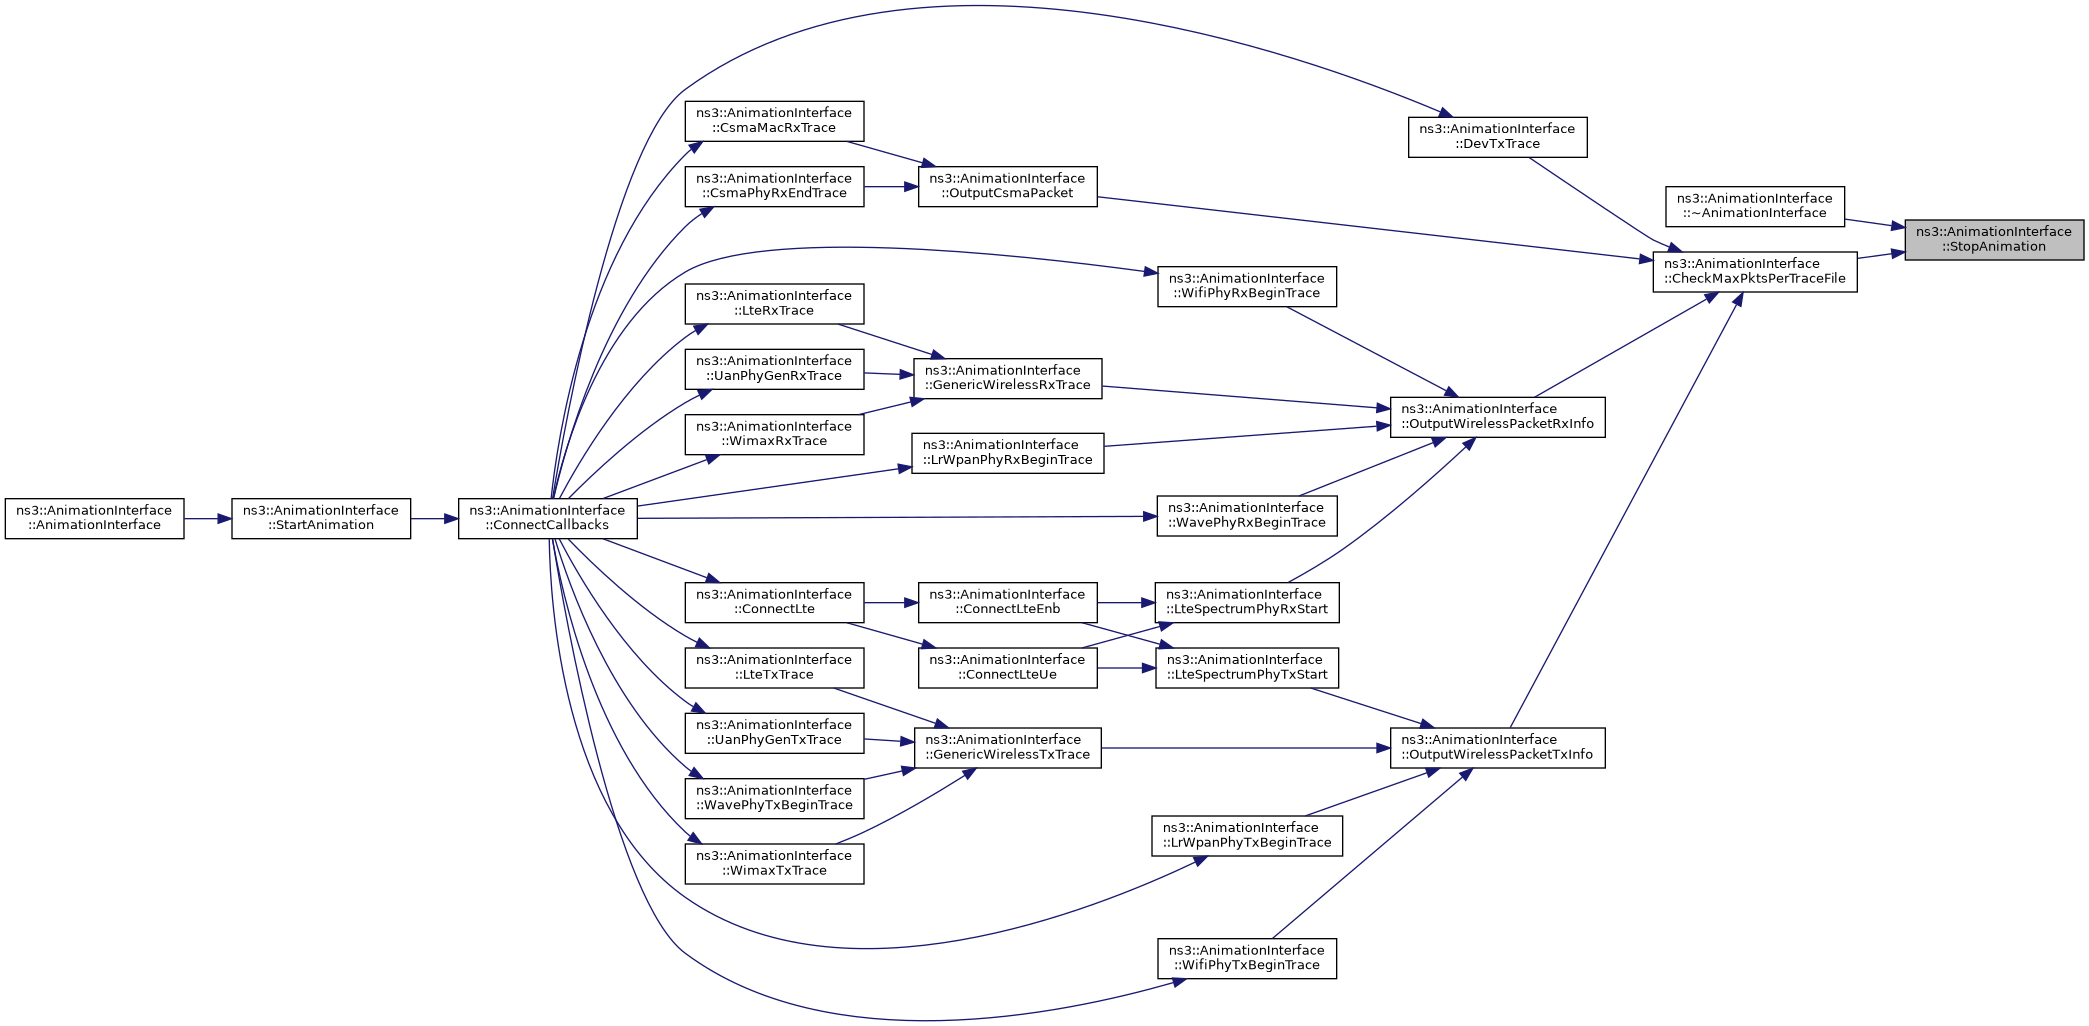 ns3::AnimationInterface
::CsmaMacRxTrace
ns3::AnimationInterface
::DevTxTrace
ns3::AnimationInterface
::CsmaPhyRxEndTrace
ns3::AnimationInterface
::OutputCsmaPacket
ns3::AnimationInterface
::~AnimationInterface
ns3::AnimationInterface
::StopAnimation
ns3::AnimationInterface
::CheckMaxPktsPerTraceFile
ns3::AnimationInterface
::WifiPhyRxBeginTrace
ns3::AnimationInterface
::LteRxTrace
ns3::AnimationInterface
::UanPhyGenRxTrace
ns3::AnimationInterface
::GenericWirelessRxTrace
ns3::AnimationInterface
::OutputWirelessPacketRxInfo
ns3::AnimationInterface
::WimaxRxTrace
ns3::AnimationInterface
::LrWpanPhyRxBeginTrace
ns3::AnimationInterface
::AnimationInterface
ns3::AnimationInterface
::StartAnimation
ns3::AnimationInterface
::ConnectCallbacks
ns3::AnimationInterface
::WavePhyRxBeginTrace
ns3::AnimationInterface
::ConnectLte
ns3::AnimationInterface
::ConnectLteEnb
ns3::AnimationInterface
::LteSpectrumPhyRxStart
ns3::AnimationInterface
::LteTxTrace
ns3::AnimationInterface
::ConnectLteUe
ns3::AnimationInterface
::LteSpectrumPhyTxStart
ns3::AnimationInterface
::UanPhyGenTxTrace
ns3::AnimationInterface
::GenericWirelessTxTrace
ns3::AnimationInterface
::OutputWirelessPacketTxInfo
ns3::AnimationInterface
::WavePhyTxBeginTrace
ns3::AnimationInterface
::LrWpanPhyTxBeginTrace
ns3::AnimationInterface
::WimaxTxTrace
ns3::AnimationInterface
::WifiPhyTxBeginTrace